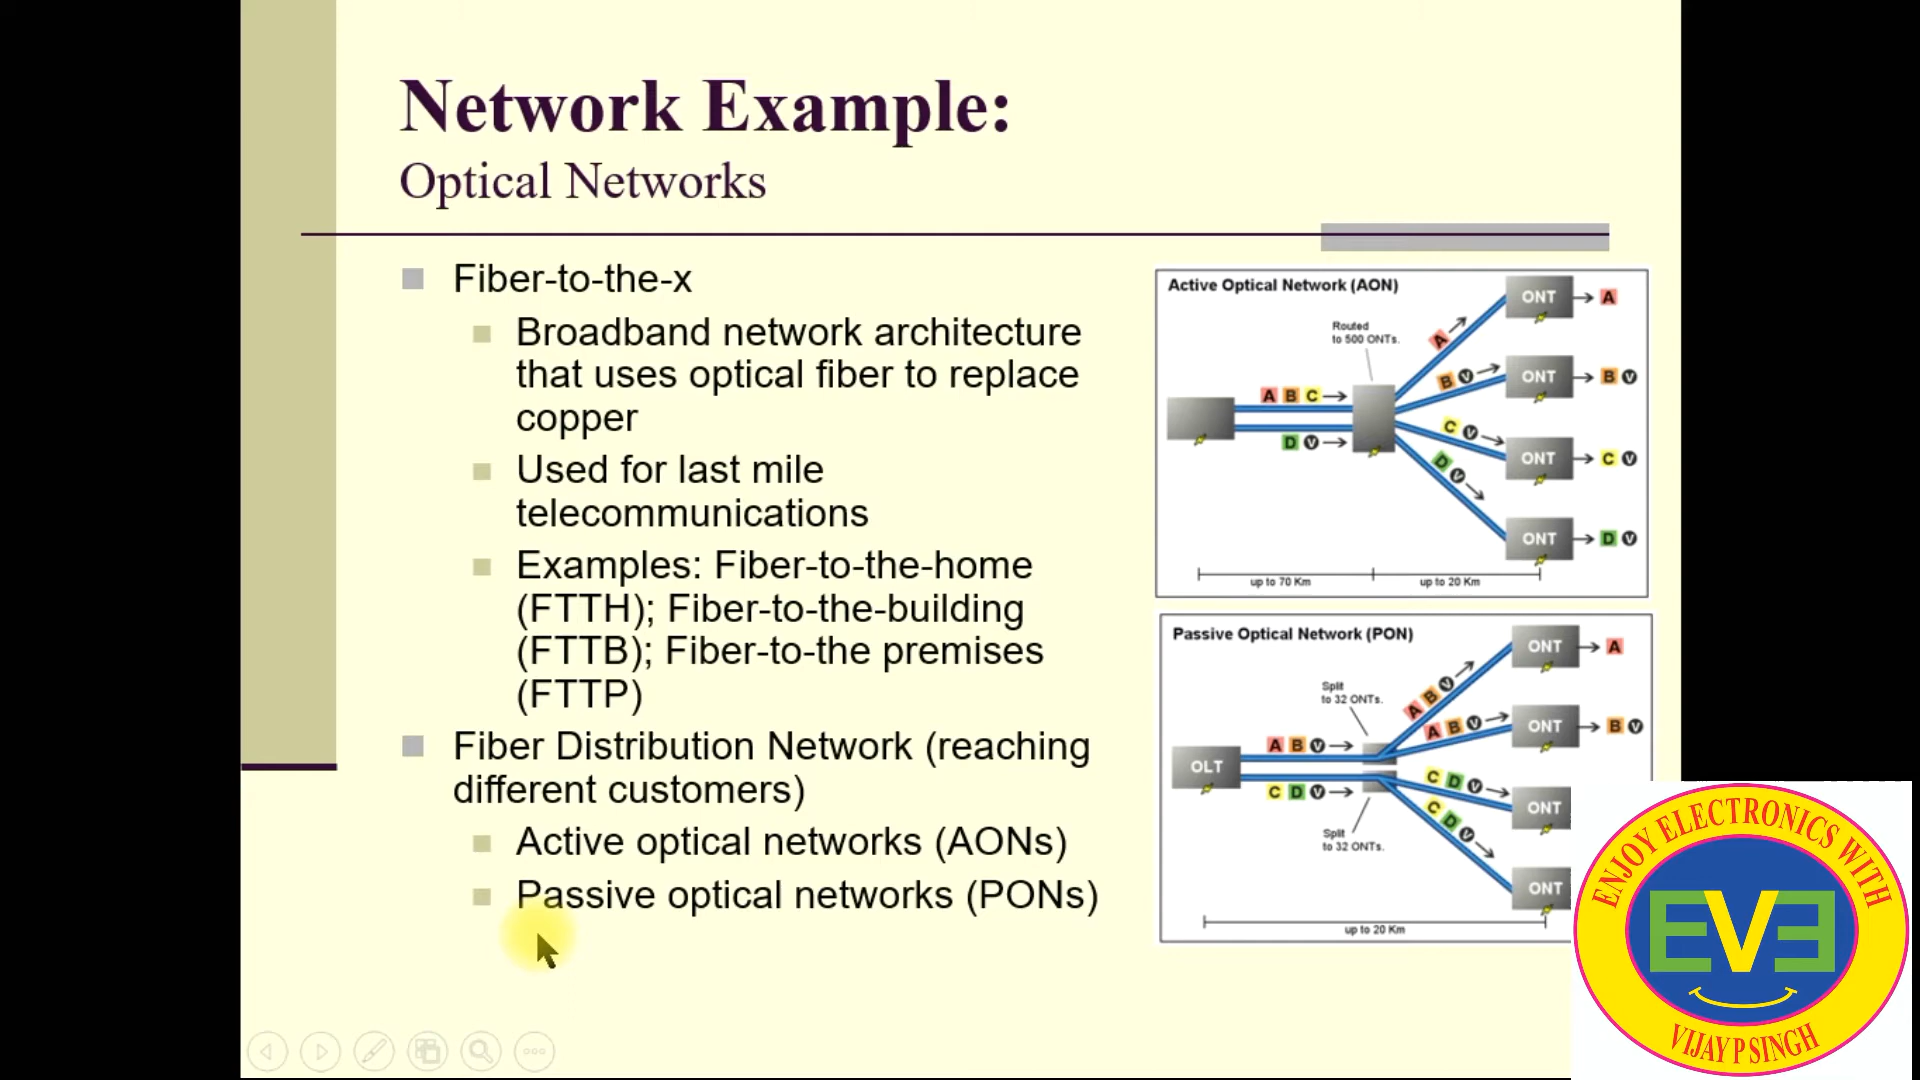 Network Example:
Optical Networks
Fiber-to-the-x
Broadband network architecture
that uses optical fiber to replace
copper
Used for last mile
telecommunications
Examples: Fiber-to-the-home
(FTTH); Fiber-to-the-building
(FTTB); Fiber-to-the premises
(FTTP)
Fiber Distribution Network (reaching
different customers)
Active optical networks (AONs)
Passive optical networks (PONs)
Active Optical Network (AON)
Routed
to 500 ONTs.
A B C
D V
A
B V
C V
D V
ONT A
ONT B V
ONT C V
ONT D V
up to 70 Km up to 20 Km
Passive Optical Network (PON)
Split
to 32 ONTs.
OLT
A B V
C D V
A B V
A B V
C D V
C D V
Split
to 32 ONTs.
ONT A
ONT B V
ONT
ONT
up to 20 Km
ENJOY ELECTRONICS WITH
EVE
VIJAY P SINGH